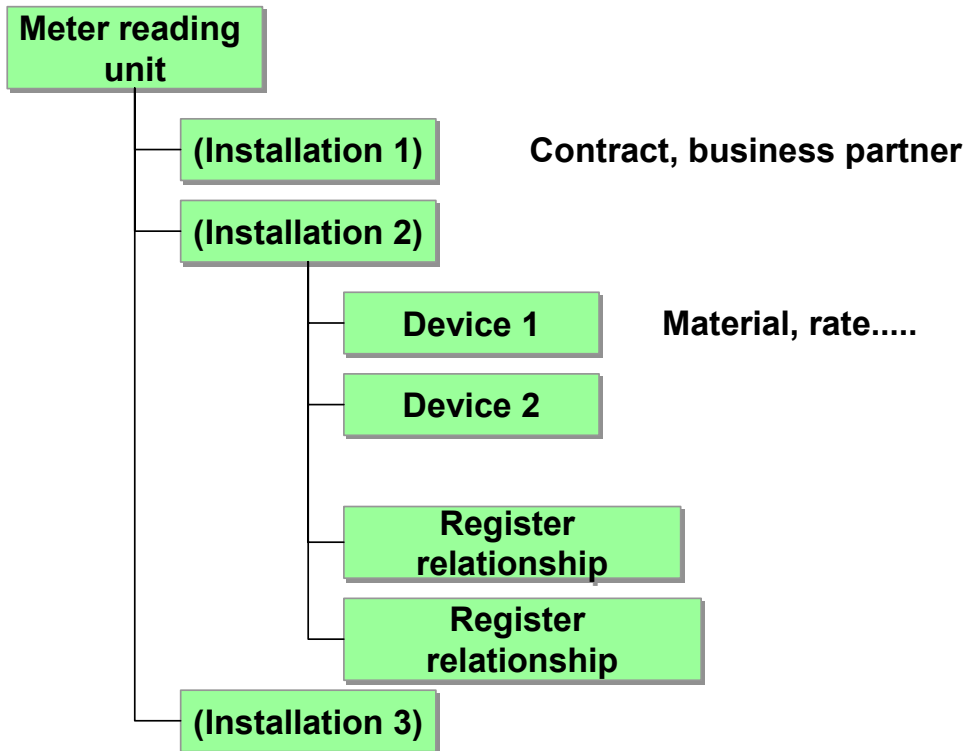 Meter reading
unit
(Installation 1)
Contract, business partner
(Installation 2)
Device 1
Material, rate.....
Device 2
Register
relationship
Register
relationship
(Installation 3)